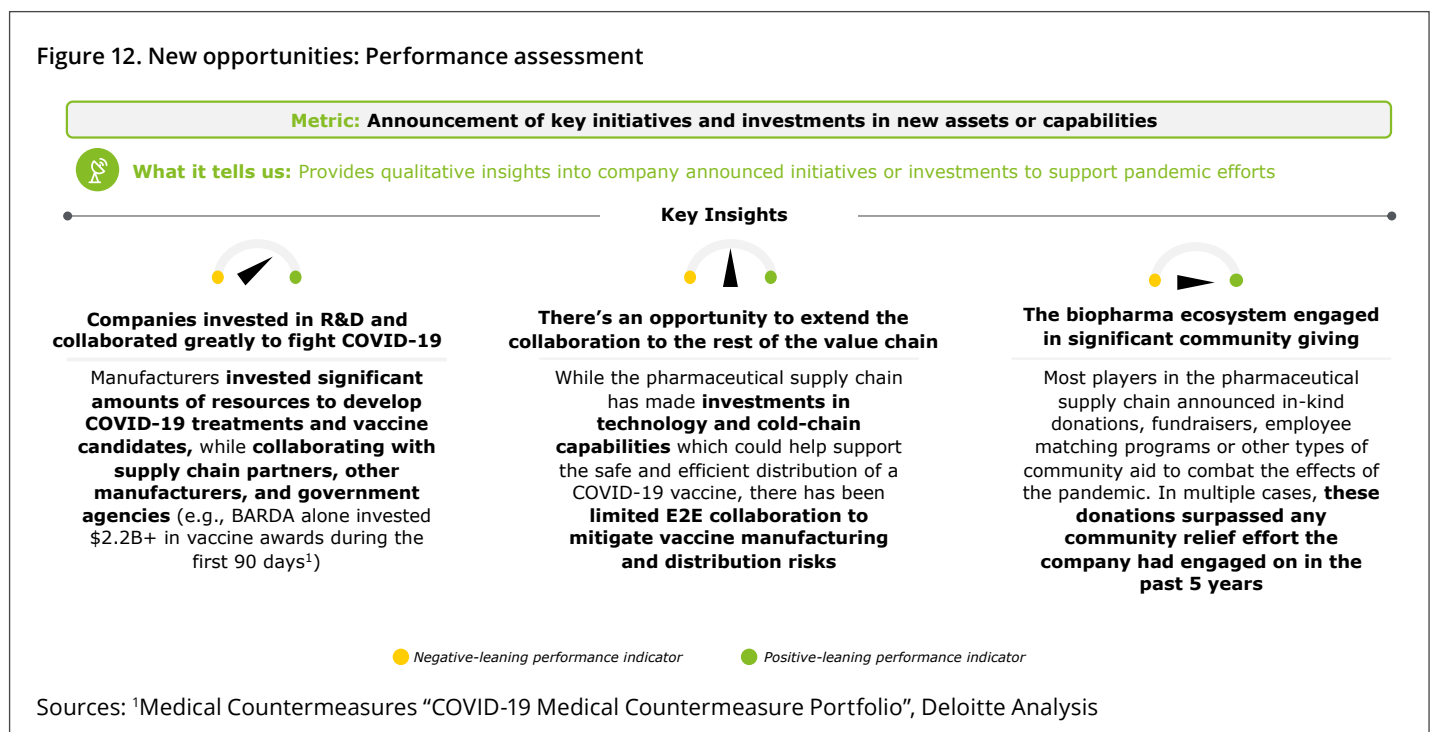 Figure 12. New opportunities: Performance assessment
Metric: Announcement of key initiatives and investments in new assets or capabilities
What it tells us: Provides qualitative insights into company announced initiatives or investments to support pandemic efforts
Key Insights
Companies invested in R&D and
collaborated greatly to fight COVID-19
Manufacturers invested significant
amounts of resources to develop
COVID-19 treatments and vaccine
candidates, while collaborating with
supply chain partners, other
manufacturers, and government
agencies (e.g., BARDA alone invested
$2.2B+ in vaccine awards during the
first 90 days¹)
There’s an opportunity to extend the
collaboration to the rest of the value chain
While the pharmaceutical supply chain
has made investments in
technology and cold-chain
capabilities which could help support
the safe and efficient distribution of a
COVID-19 vaccine, there has been
limited E2E collaboration to
mitigate vaccine manufacturing
and distribution risks
The biopharma ecosystem engaged
in significant community giving
Most players in the pharmaceutical
supply chain announced in-kind
donations, fundraisers, employee
matching programs or other types of
community aid to combat the effects of
the pandemic. In multiple cases, these
donations surpassed any
community relief effort the
company had engaged on in the
past 5 years
Negative-leaning performance indicator
Positive-leaning performance indicator
Sources: ¹Medical Countermeasures “COVID-19 Medical Countermeasure Portfolio”, Deloitte Analysis